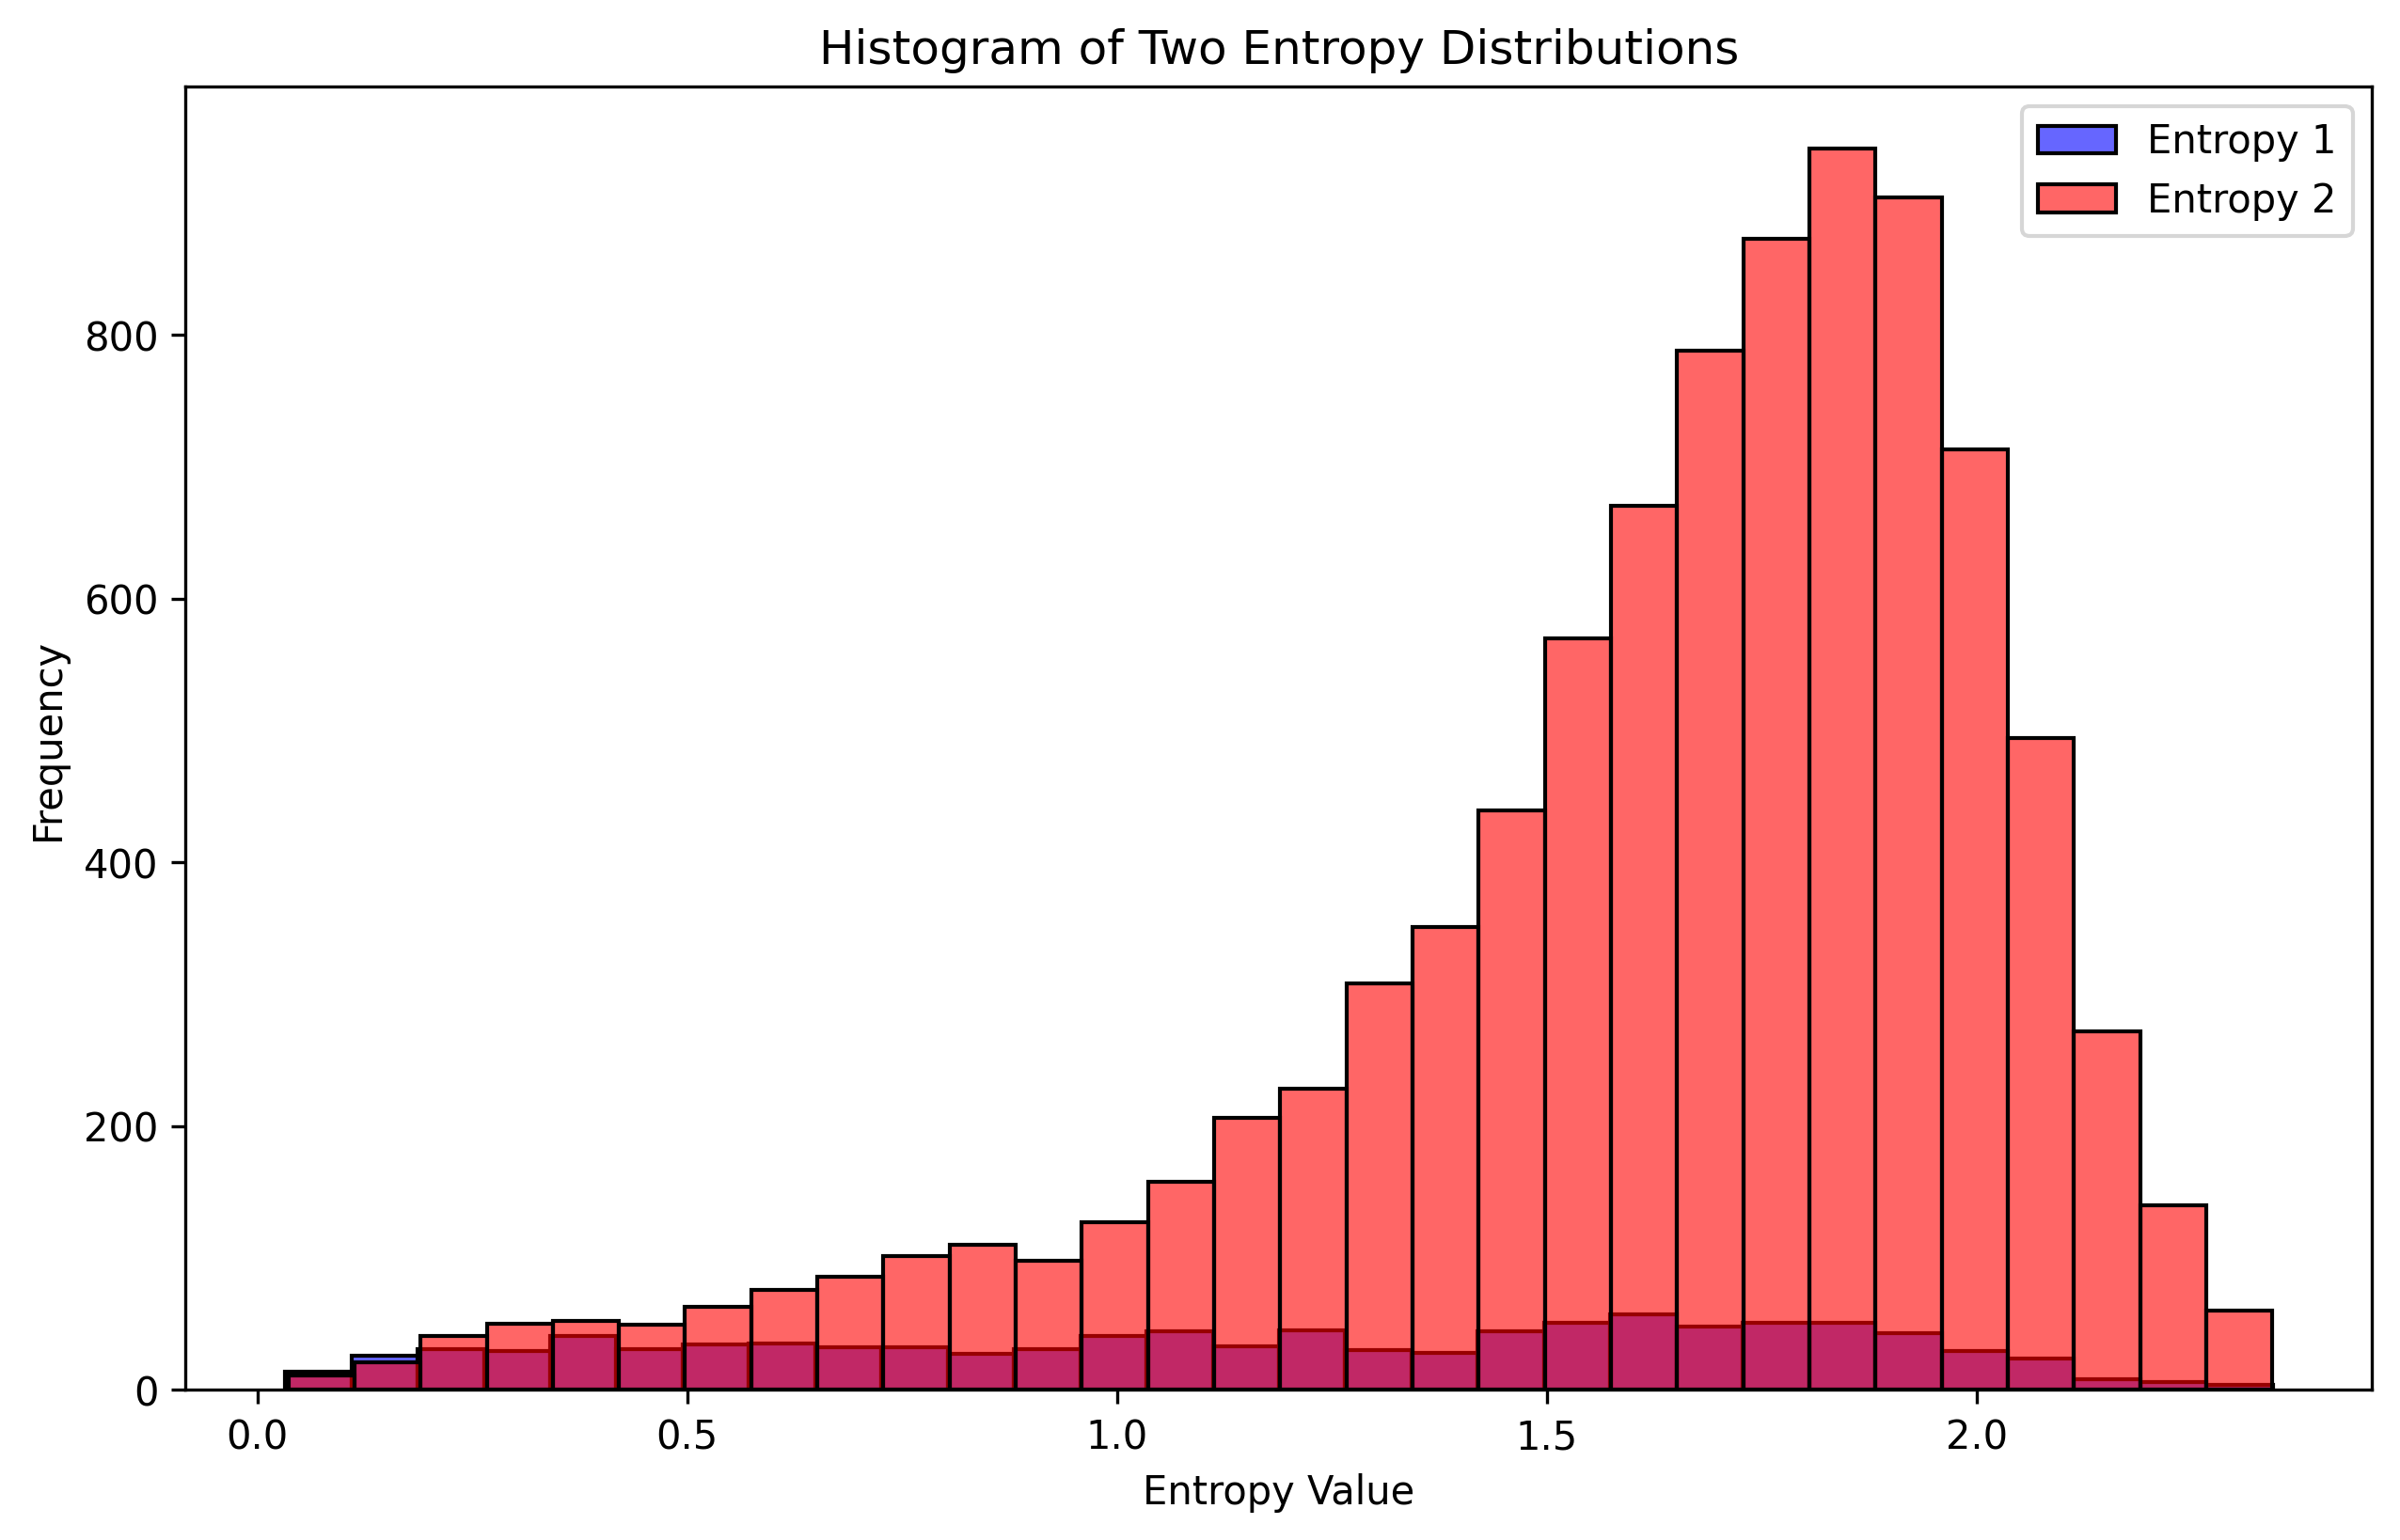 Histogram of Two Entropy Distributions
Entropy 1
Entropy 2
Frequency
800
600
400
200
0
0.0 0.5 1.0 1.5 2.0
Entropy Value